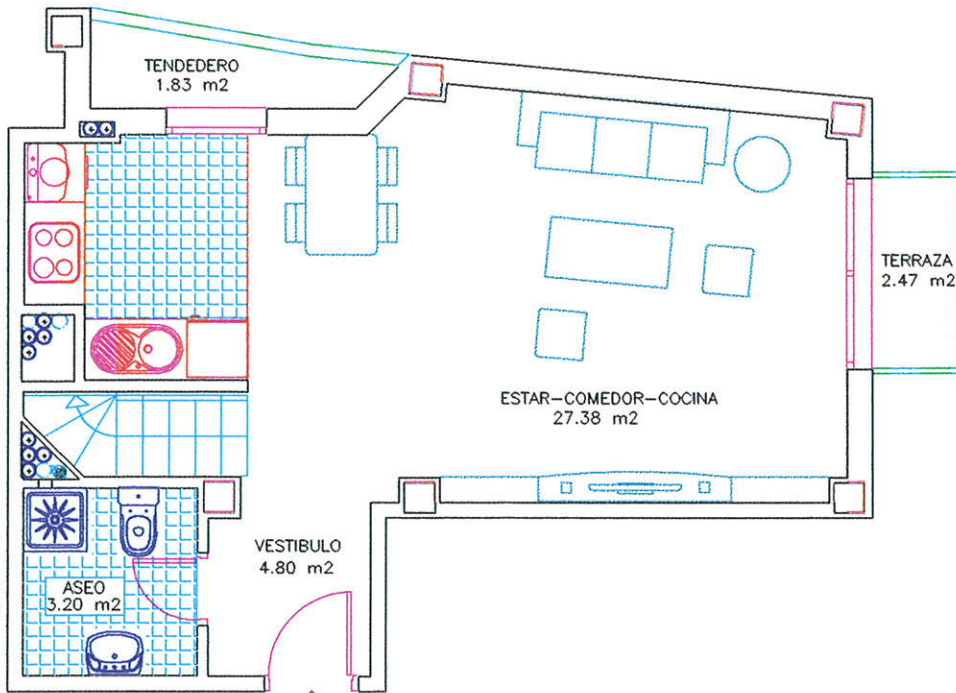 TENDEDERO
1.83 m2
TERRAZA
2.47 m2
ESTAR-COMEDOR-COCINA
27.38 m2
VESTIBULO
4.80 m2
ASEO
3.20 m2